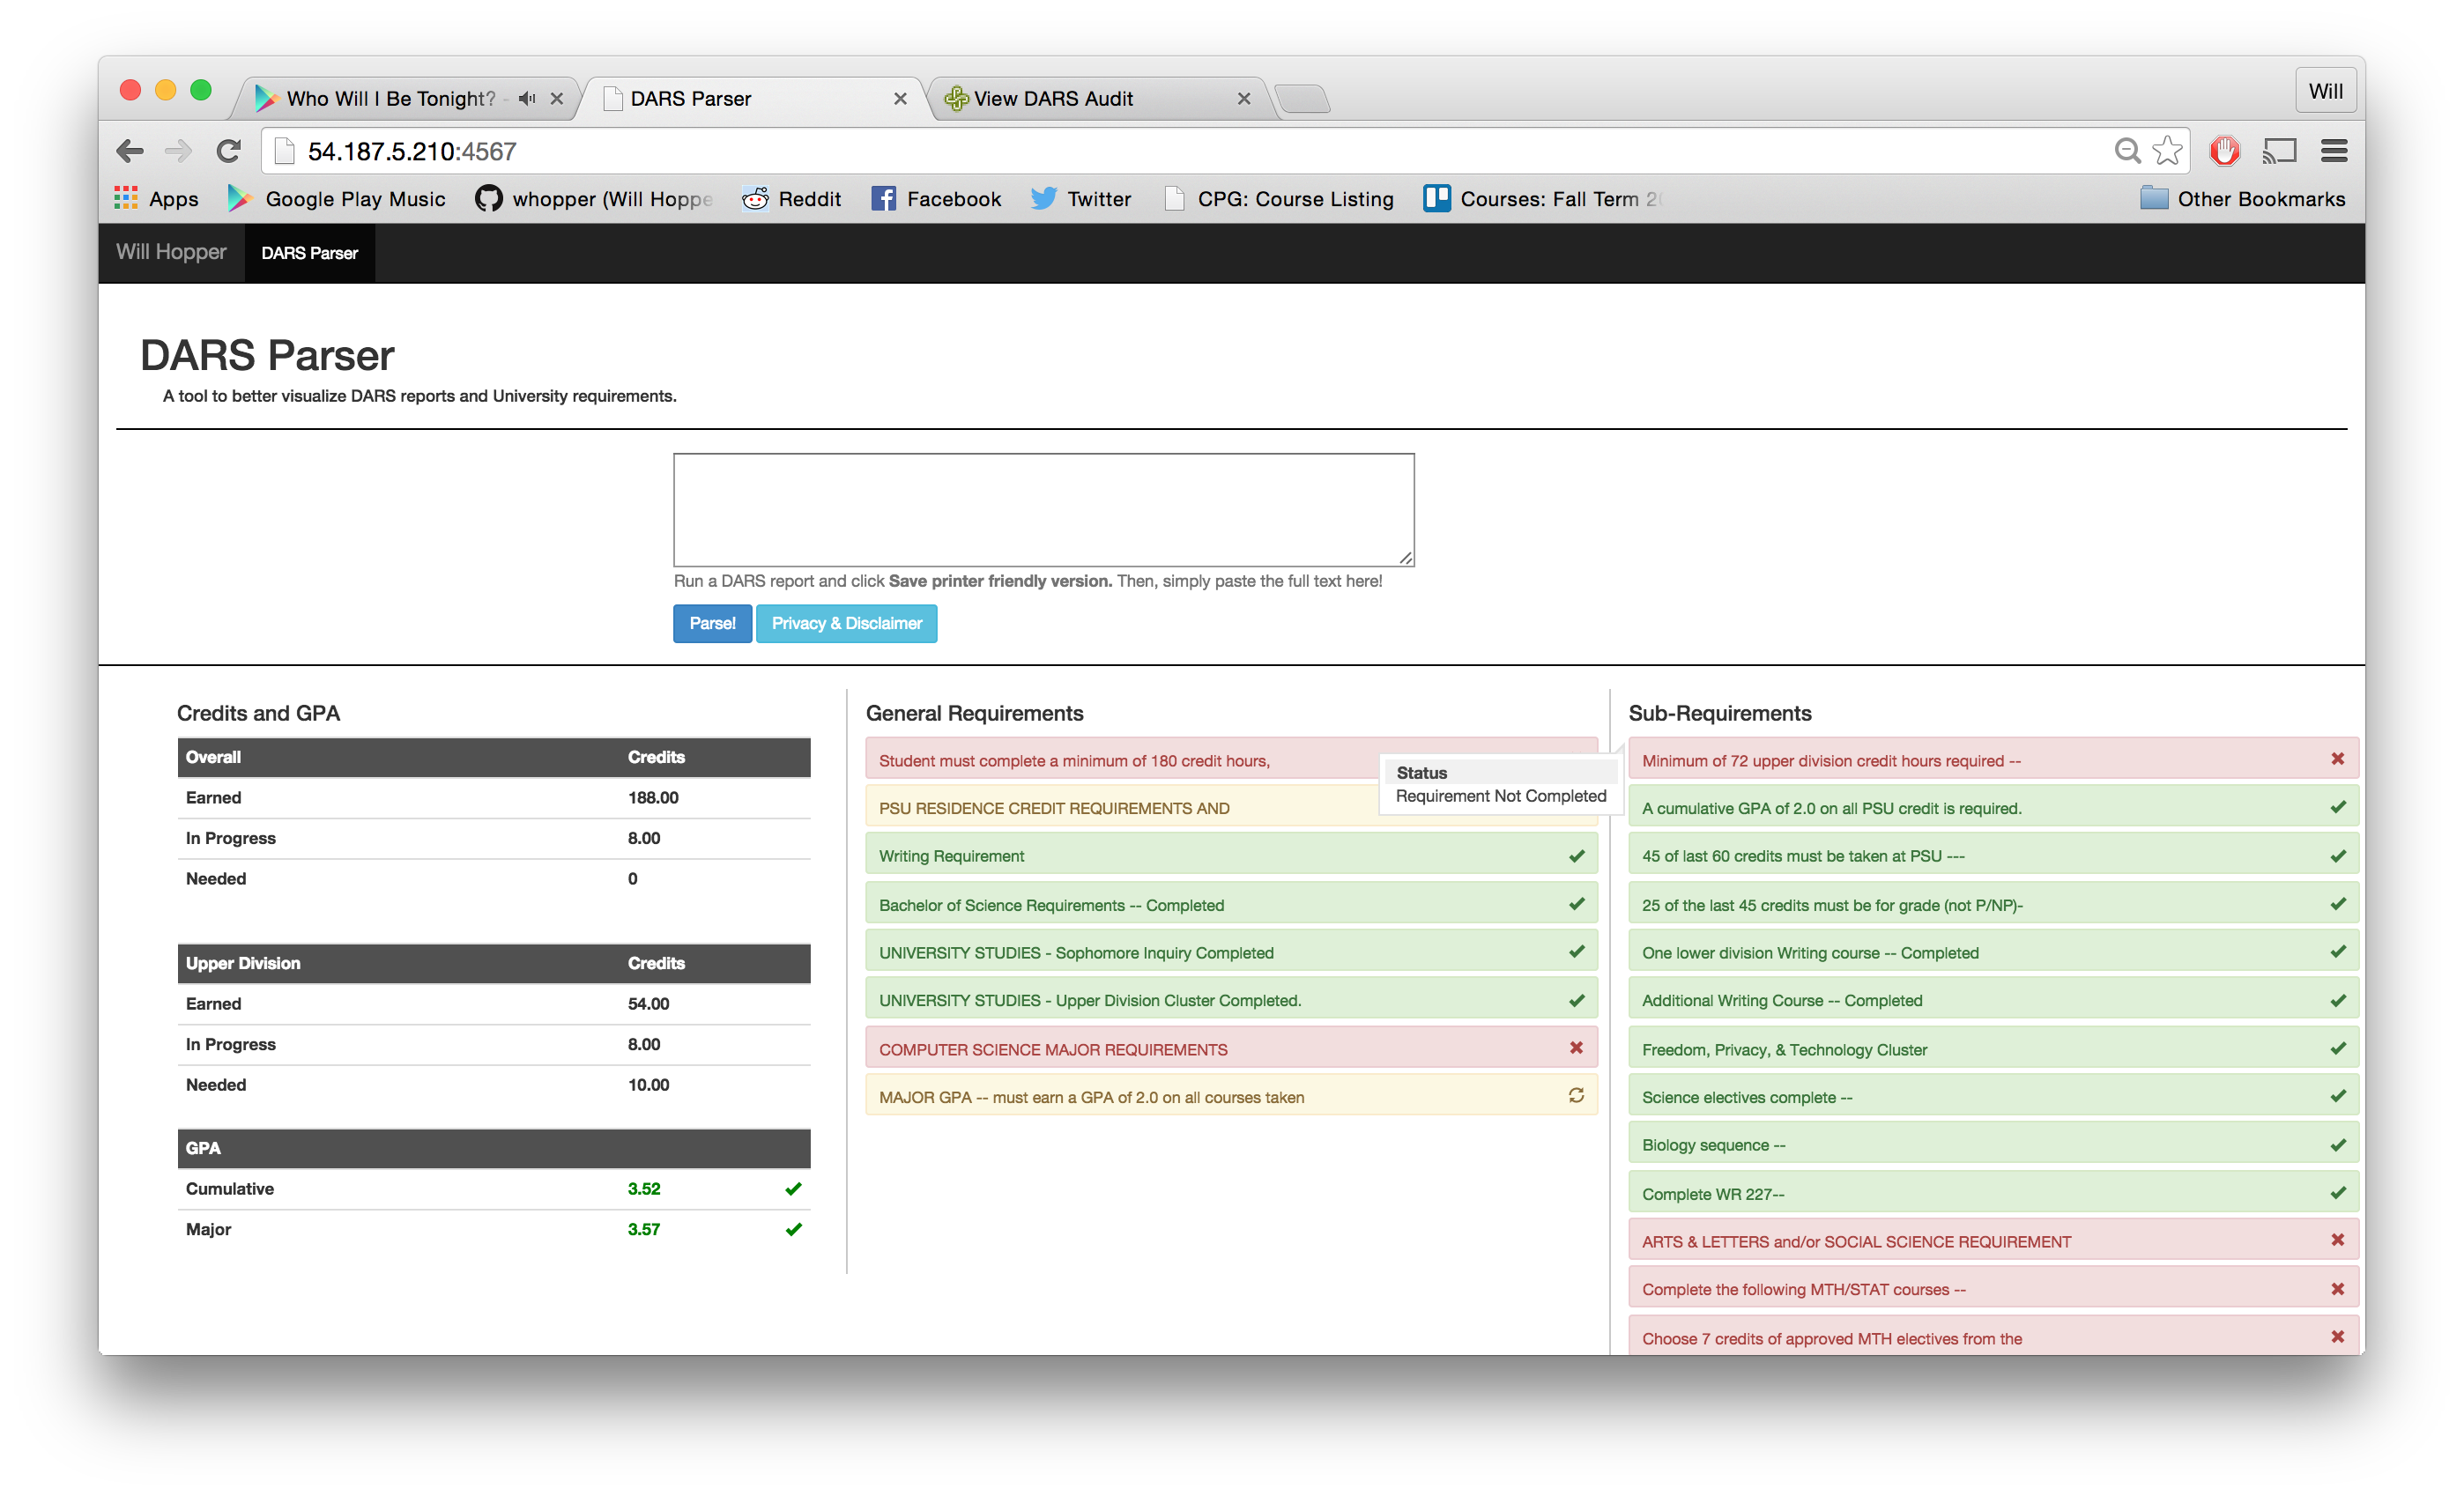 Who Will I Be Tonight? -
DARS Parser
View DARS Audit
Will
54.187.5.210:4567
Apps
Google Play Music
whopper (Will Hoppe
Reddit
Facebook
Twitter
CPG: Course Listing
Courses: Fall Term 20
Other Bookmarks
Will Hopper
DARS Parser
DARS Parser
A tool to better visualize DARS reports and University requirements.
Run a DARS report and click Save printer friendly version. Then, simply paste the full text here!
Parse!
Privacy & Disclaimer
Credits and GPA
Overall Credits
Earned 188.00
In Progress 8.00
Needed 0
Upper Division Credits
Earned 54.00
In Progress 8.00
Needed 10.00
GPA
Cumulative 3.52
Major 3.57
General Requirements
Student must complete a minimum of 180 credit hours,
PSU RESIDENCE CREDIT REQUIREMENTS AND
Writing Requirement
Bachelor of Science Requirements -- Completed
UNIVERSITY STUDIES - Sophomore Inquiry Completed
UNIVERSITY STUDIES - Upper Division Cluster Completed.
COMPUTER SCIENCE MAJOR REQUIREMENTS
MAJOR GPA -- must earn a GPA of 2.0 on all courses taken
Status
Requirement Not Completed
Sub-Requirements
Minimum of 72 upper division credit hours required --
A cumulative GPA of 2.0 on all PSU credit is required.
45 of last 60 credits must be taken at PSU ---
25 of the last 45 credits must be for grade (not P/NP)-
One lower division Writing course -- Completed
Additional Writing Course -- Completed
Freedom, Privacy, & Technology Cluster
Science electives complete --
Biology sequence --
Complete WR 227--
ARTS & LETTERS and/or SOCIAL SCIENCE REQUIREMENT
Complete the following MTH/STAT courses --
Choose 7 credits of approved MTH electives from the